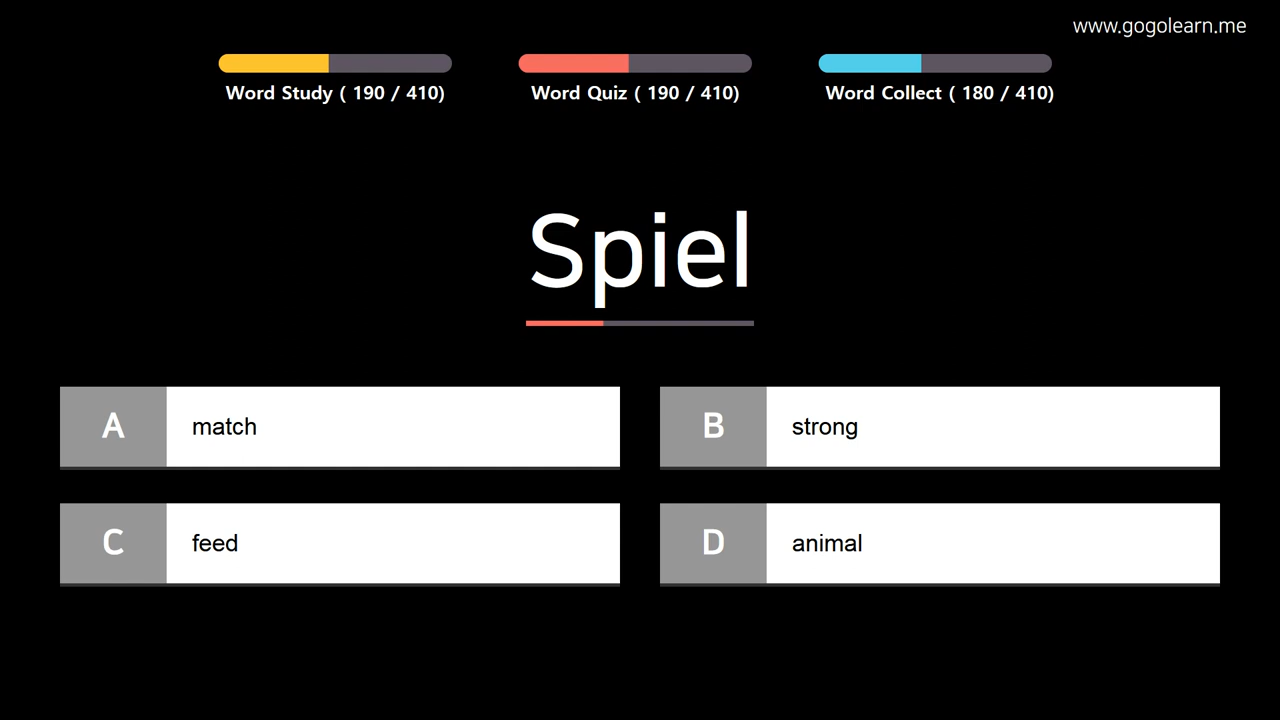 www.gogolearn.me
Word Study ( 190 / 410)
Word Quiz ( 190 / 410)
Word Collect ( 180 / 410)
Spiel
A match
B strong
C feed
D animal